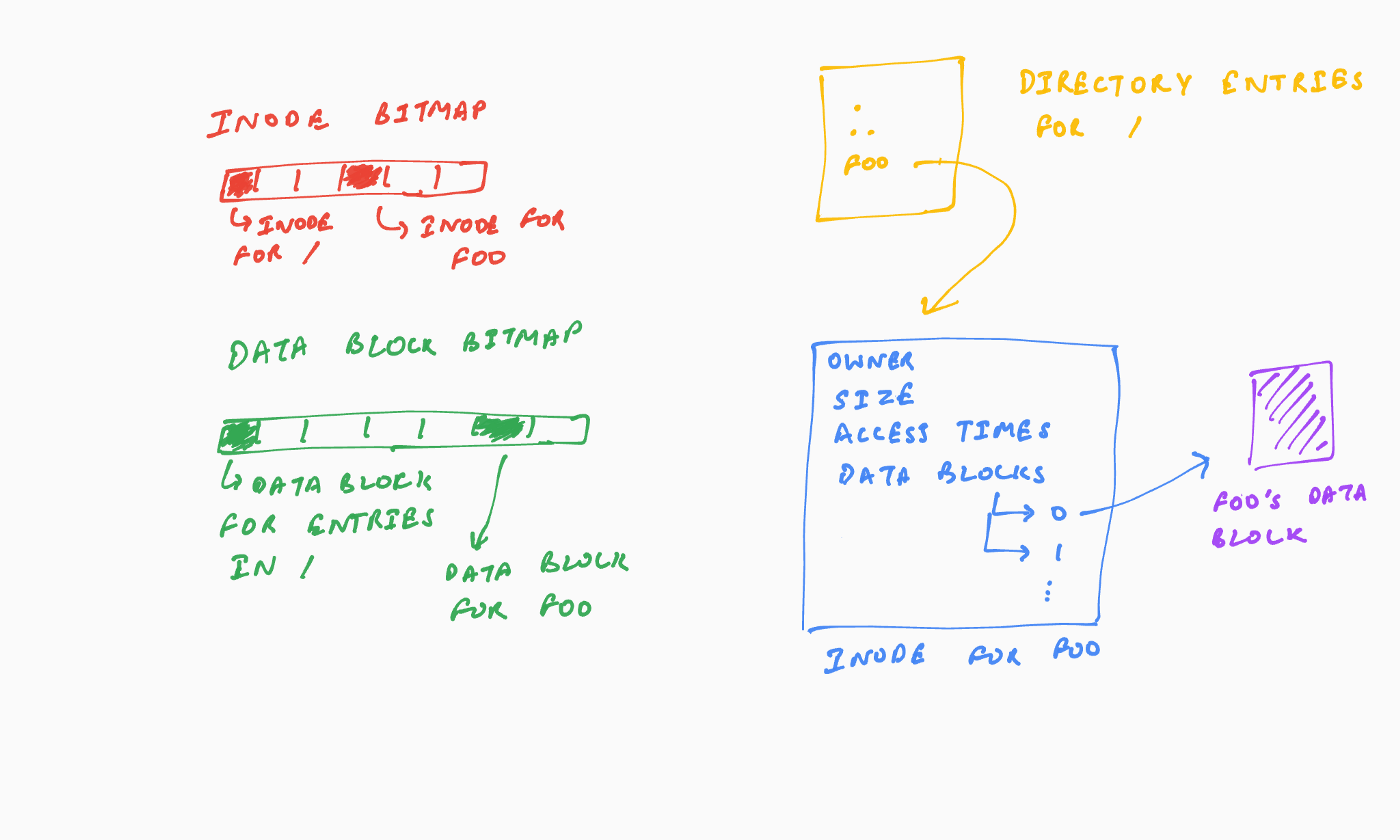 INODE BITMAP
INODE
FOR /
INODE FOR
FOO
DATA BLOCK BITMAP
DATA BLOCK
FOR ENTRIES
IN /
DATA BLOCK
FOR FOO
.
..
FOO
DIRECTORY ENTRIES
FOR /
OWNER
SIZE
ACCESS TIMES
DATA BLOCKS
0
1
⋮
INODE FOR FOO
FOO'S DATA
BLOCK